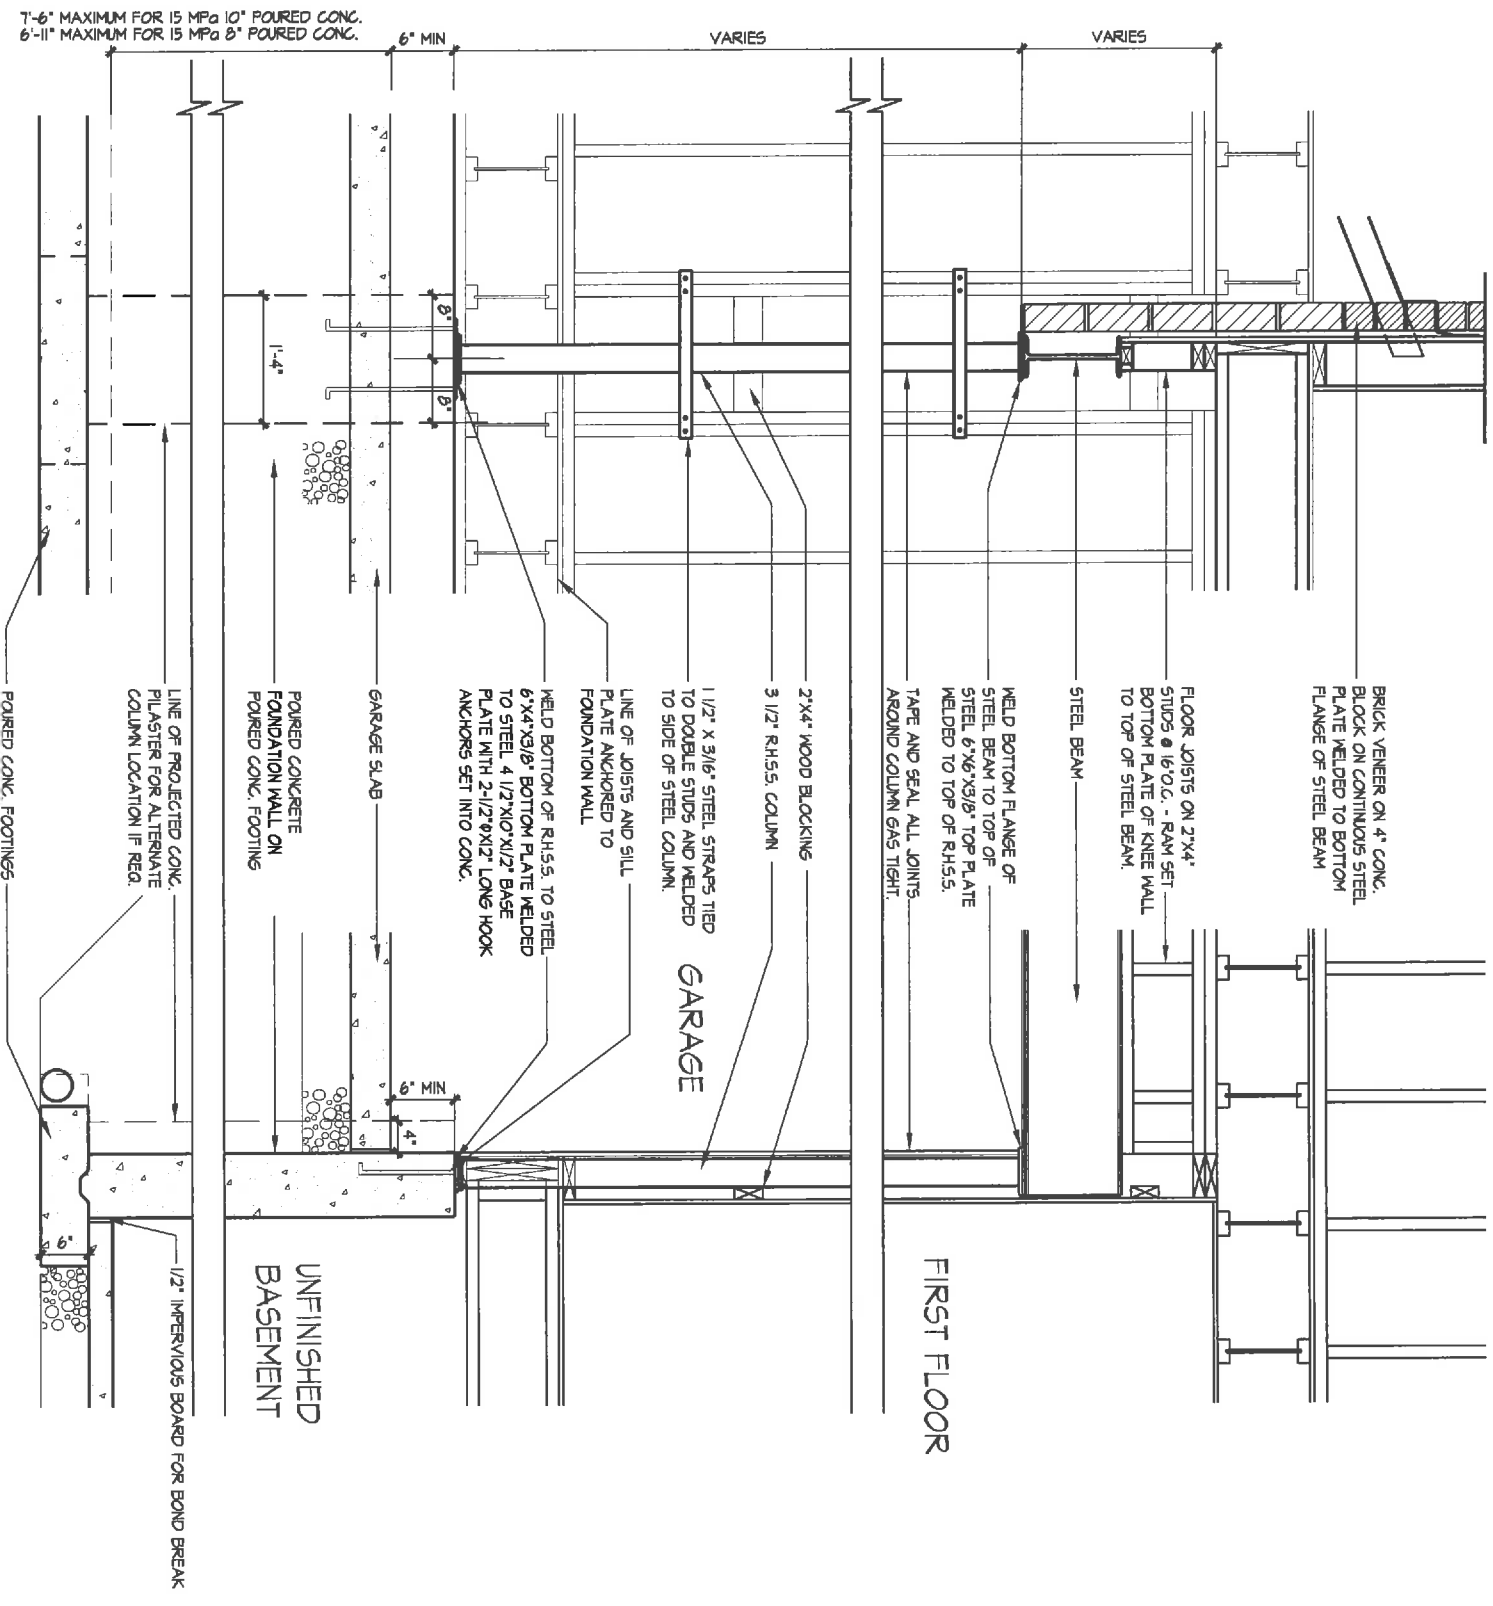 7'-6" MAXIMUM FOR 15 MPa 10" POURED CONC.
6'-11" MAXIMUM FOR 15 MPa 8" POURED CONC.
6" MIN
VARIES
VARIES
BRICK VENEER ON 4" CONC.
BLOCK ON CONTINUOUS STEEL
PLATE WELDED TO BOTTOM
FLANGE OF STEEL BEAM
FLOOR JOISTS ON 2"X4"
STUDS @ 16"O.C. - RAM SET
BOTTOM PLATE OF KNEE WALL
TO TOP OF STEEL BEAM.
STEEL BEAM
WELD BOTTOM FLANGE OF
STEEL BEAM TO TOP OF
STEEL 6"X6"X3/8" TOP PLATE
WELDED TO TOP OF R.H.S.S.
TAPE AND SEAL ALL JOINTS
AROUND COLUMN GAS TIGHT.
2"X4" WOOD BLOCKING
3 1/2" R.H.S.S. COLUMN
1 1/2" X 3/16" STEEL STRAPS TIED
TO DOUBLE STUDS AND WELDED
TO SIDE OF STEEL COLUMN.
LINE OF JOISTS AND SILL
PLATE ANCHORED TO
FOUNDATION WALL
WELD BOTTOM OF R.H.S.S. TO STEEL
6"X4"X3/8" BOTTOM PLATE WELDED
TO STEEL 4 1/2"X10"X1/2" BASE
PLATE WITH 2-1/2"ØX12" LONG HOOK
ANCHORS SET INTO CONC.
GARAGE SLAB
POURED CONCRETE
FOUNDATION WALL ON
POURED CONC. FOOTING
LINE OF PROJECTED CONC.
PILASTER FOR ALTERNATE
COLUMN LOCATION IF REQ.
POURED CONC. FOOTINGS
8"
8"
1'-4"
GARAGE
FIRST FLOOR
UNFINISHED
BASEMENT
6" MIN
4"
6"
1/2" IMPERVIOUS BOARD FOR BOND BREAK